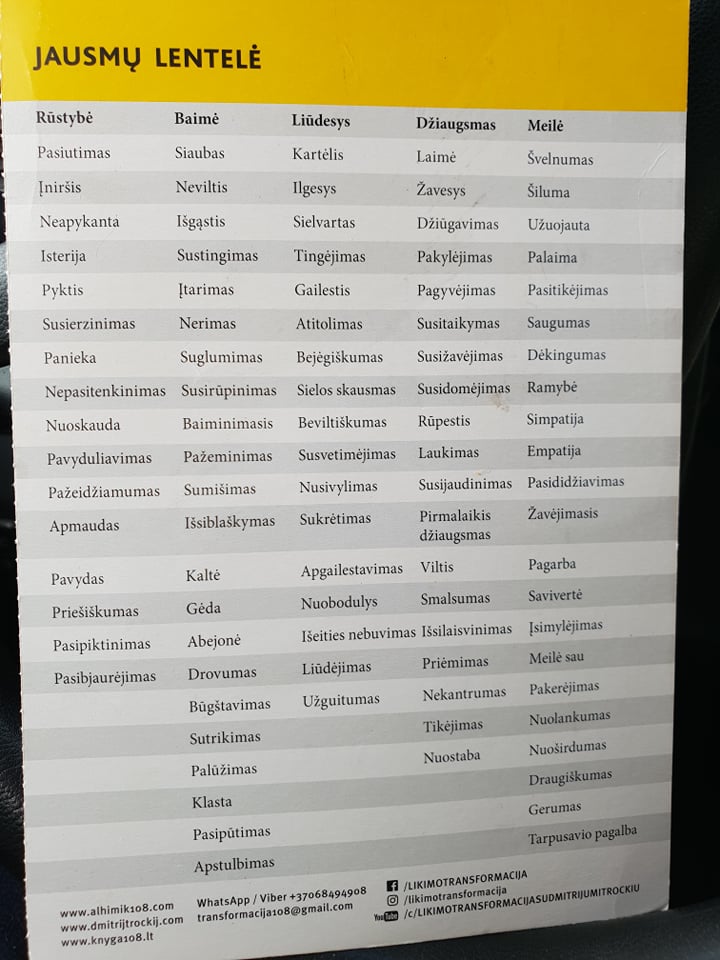 JAUSMŲ LENTELĖ
Rūstybė Baimė Liūdesys Džiaugsmas Meilė
Pasiutimas Siaubas Kartėlis Laimė Švelnumas
Įniršis Neviltis Ilgesys Žavesys Šiluma
Neapykanta Išgąstis Sielvartas Džiūgavimas Užuojauta
Isterija Sustingimas Tingėjimas Pakylėjimas Palaima
Pyktis Įtarimas Gailestis Pagyvėjimas Pasitikėjimas
Susierzinimas Nerimas Atitolimas Susitaikymas Saugumas
Panieka Suglumimas Bejėgiškumas Susižavėjimas Dėkingumas
Nepasitenkinimas Susirūpinimas Sielos skausmas Susidomėjimas Ramybė
Nuoskauda Baiminimasis Beviltiškumas Rūpestis Simpatija
Pavyduliavimas Pažeminimas Susvetimėjimas Laukimas Empatija
Pažeidžiamumas Sumišimas Nusivylimas Susijaudinimas Pasididžiavimas
Apmaudas Išsiblaškymas Sukrėtimas Pirmalaikis Žavėjimasis
džiaugsmas
Pavydas Kaltė Apgailestavimas Viltis Pagarba
Priešiškumas Gėda Nuobodulys Smalsumas Savivertė
Pasipiktinimas Abejonė Išeities nebuvimas Išsilaisvinimas Įsimylėjimas
Pasibjaurėjimas Drovumas Liūdėjimas Priėmimas Meilė sau
Būgštavimas Užguitumas Nekantrumas Pakerėjimas
Sutrikimas Tikėjimas Nuolankumas
Palūžimas Nuostaba Nuoširdumas
Klasta Draugiškumas
Pasipūtimas Gerumas
Apstulbimas Tarpusavio pagalba
www.alhimik108.com
www.dmitrijtrockij.com
www.knyga108.lt
WhatsApp / Viber +37068494908
transformacija108@gmail.com
/LIKIMOTRANSFORMACIJA
/likimotransformacija
YouTube /c/LIKIMOTRANSFORMACIJASUDMITRIJUMITROCKIU